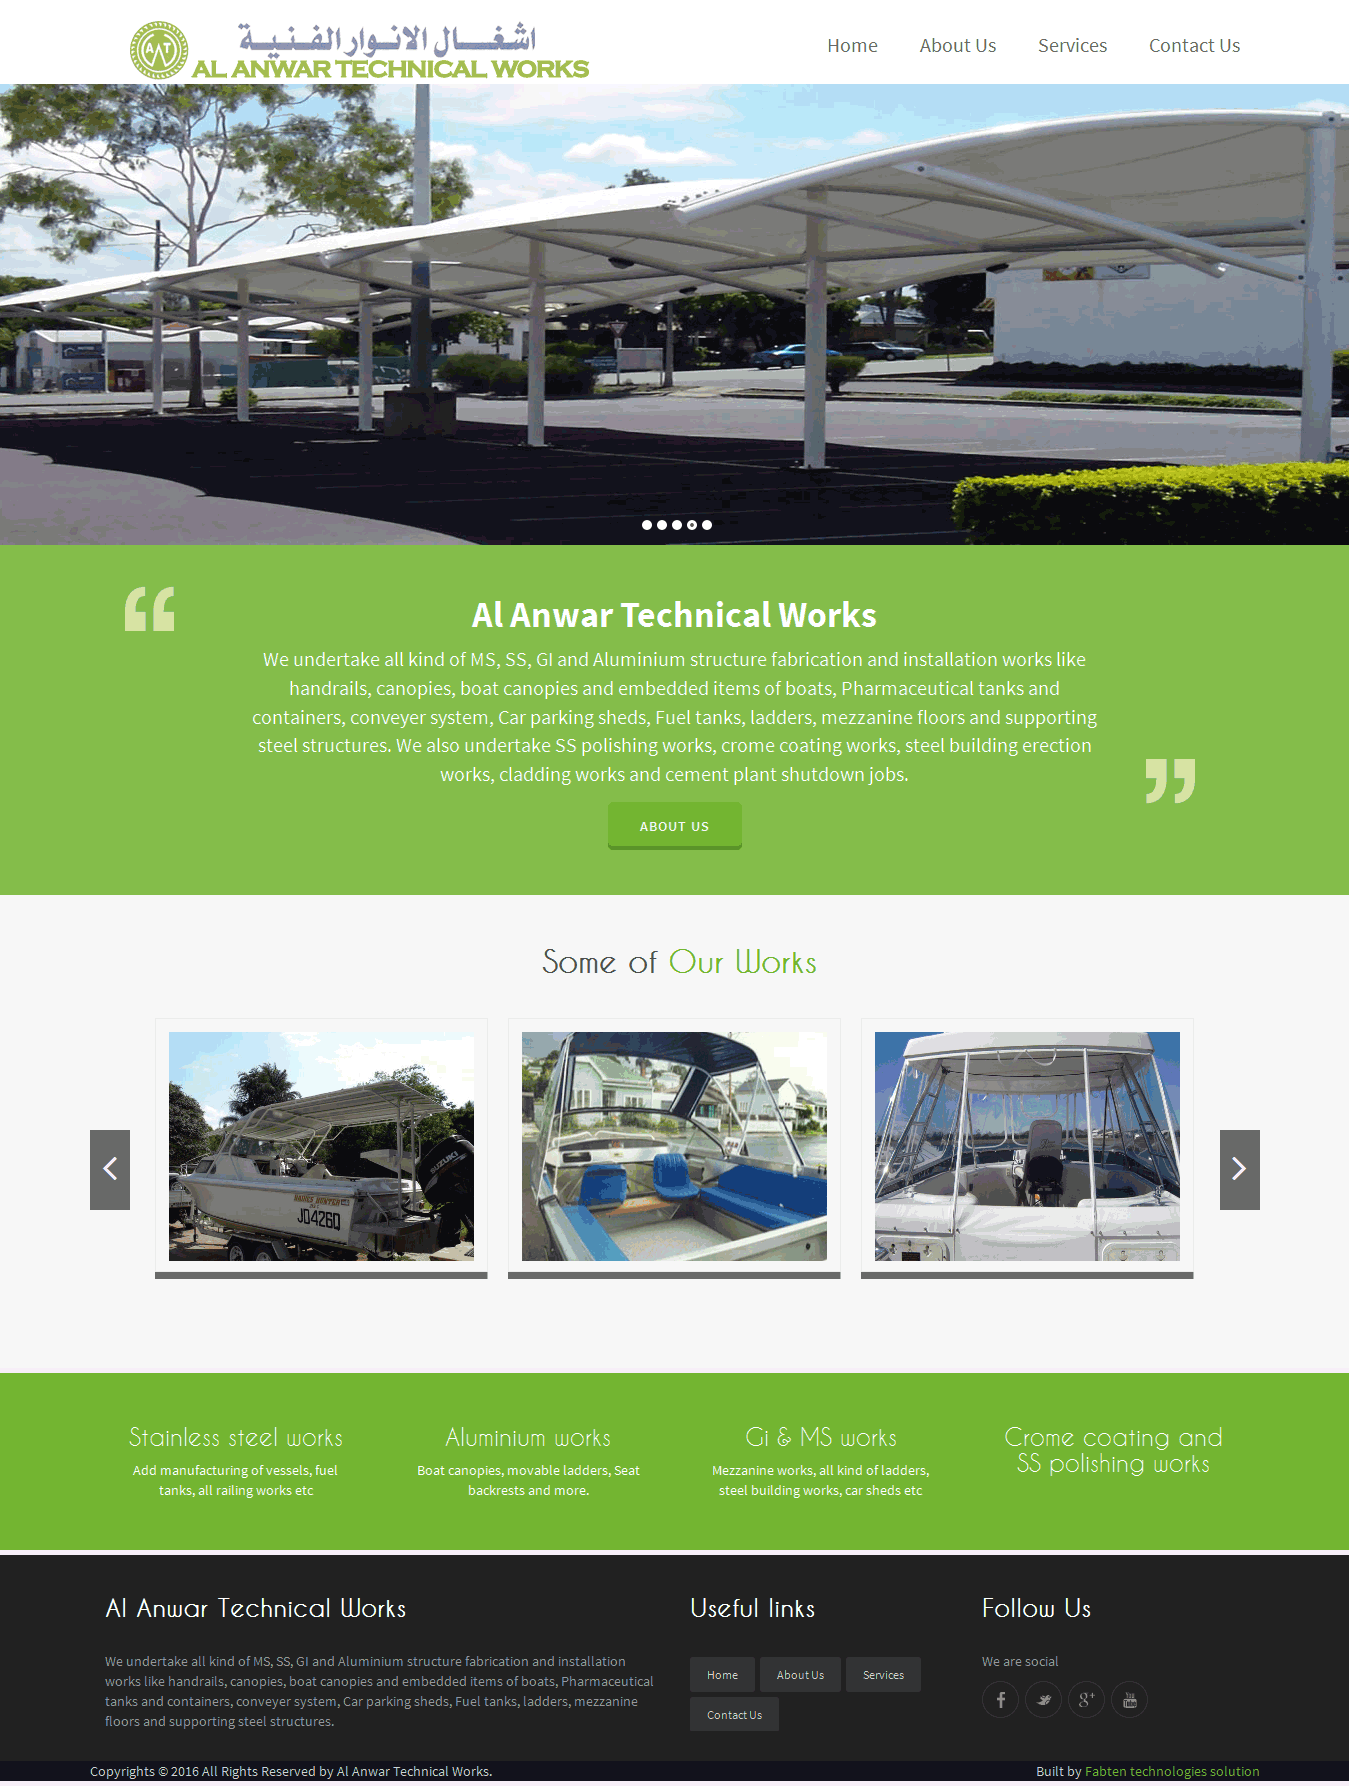 اشغال الانوار الفنية
AT
AL ANWAR TECHNICAL WORKS
Home
About Us
Services
Contact Us
Al Anwar Technical Works
We undertake all kind of MS, SS, GI and Aluminium structure fabrication and installation works like
handrails, canopies, boat canopies and embedded items of boats, Pharmaceutical tanks and
containers, conveyer system, Car parking sheds, Fuel tanks, ladders, mezzanine floors and supporting
steel structures. We also undertake SS polishing works, crome coating works, steel building erection
works, cladding works and cement plant shutdown jobs.
ABOUT US
Some of Our Works
SUZUKI
JO426Q
Stainless steel works
Add manufacturing of vessels, fuel
tanks, all railing works etc
Aluminium works
Boat canopies, movable ladders, Seat
backrests and more.
Gi & MS works
Mezzanine works, all kind of ladders,
steel building works, car sheds etc
Crome coating and
SS polishing works
Al Anwar Technical Works
We undertake all kind of MS, SS, GI and Aluminium structure fabrication and installation
works like handrails, canopies, boat canopies and embedded items of boats, Pharmaceutical
tanks and containers, conveyer system, Car parking sheds, Fuel tanks, ladders, mezzanine
floors and supporting steel structures.
Useful links
Home
About Us
Services
Contact Us
Follow Us
We are social
Copyrights © 2016 All Rights Reserved by Al Anwar Technical Works.
Built by Fabten technologies solution